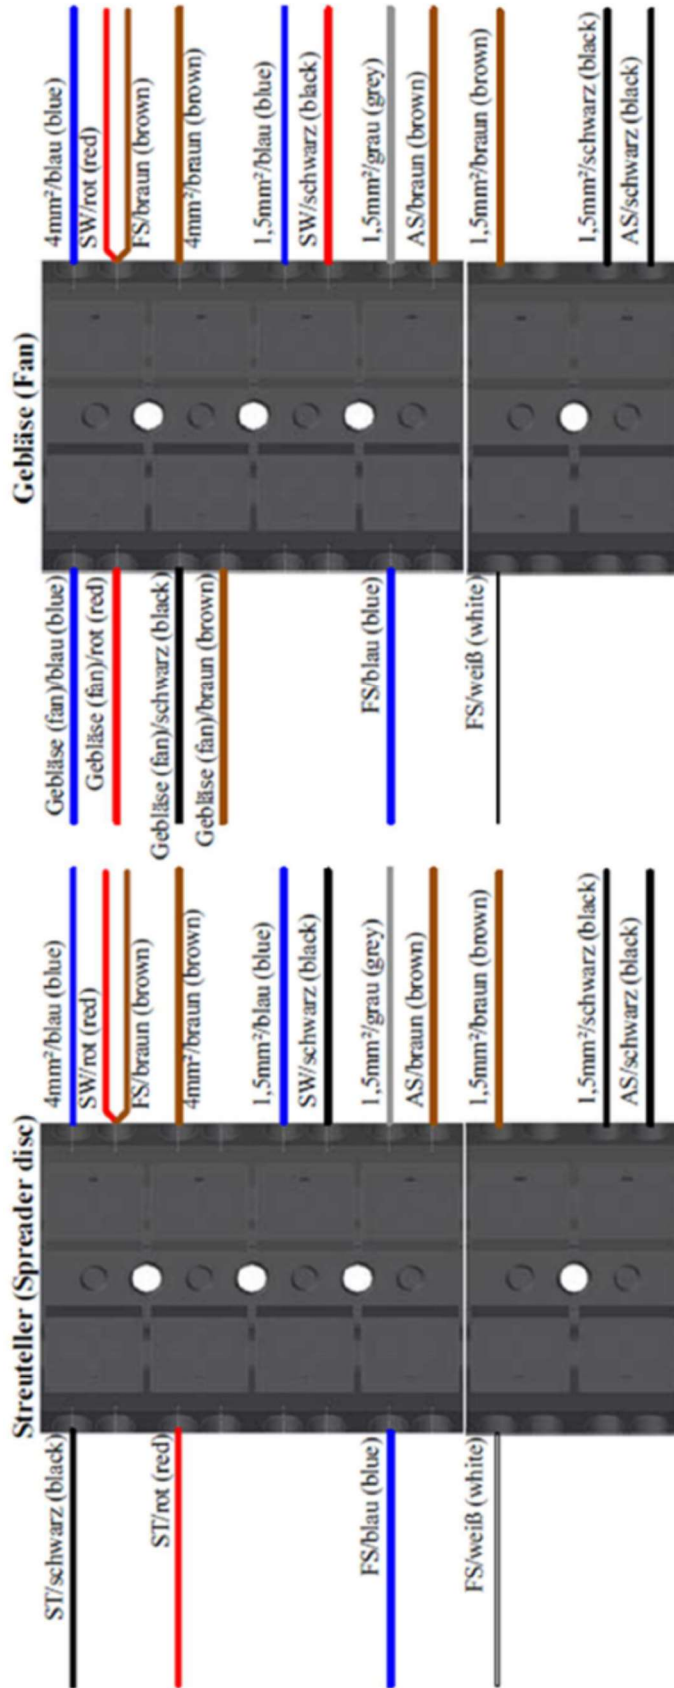 Streuteller (Spreader disc)
ST/schwarz (black)
ST/rot (red)
FS/blau (blue)
FS/weiß (white)
4mm²/blau (blue)
SW/rot (red)
FS/braun (brown)
4mm²/braun (brown)
1,5mm²/blau (blue)
SW/schwarz (black)
1,5mm²/grau (grey)
AS/braun (brown)
1,5mm²/braun (brown)
1,5mm²/schwarz (black)
AS/schwarz (black)
Gebläse (Fan)
Gebläse (fan)/blau (blue)
Gebläse (fan)/rot (red)
Gebläse (fan)/schwarz (black)
Gebläse (fan)/braun (brown)
FS/blau (blue)
FS/weiß (white)
4mm²/blau (blue)
SW/rot (red)
FS/braun (brown)
4mm²/braun (brown)
1,5mm²/blau (blue)
SW/schwarz (black)
1,5mm²/grau (grey)
AS/braun (brown)
1,5mm²/braun (brown)
1,5mm²/schwarz (black)
AS/schwarz (black)